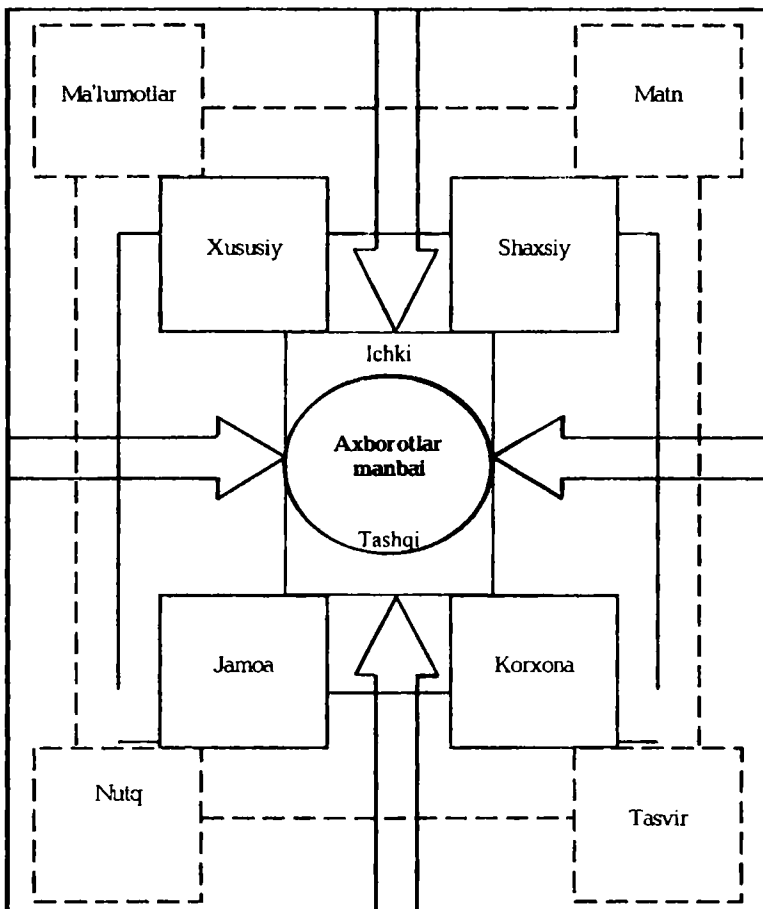 Ma'lumotlar
Matn
Xususiy
Shaxsiy
Ichki
Axborotlar
manbai
Tashqi
Jamoa
Korxona
Nutq
Tasvir